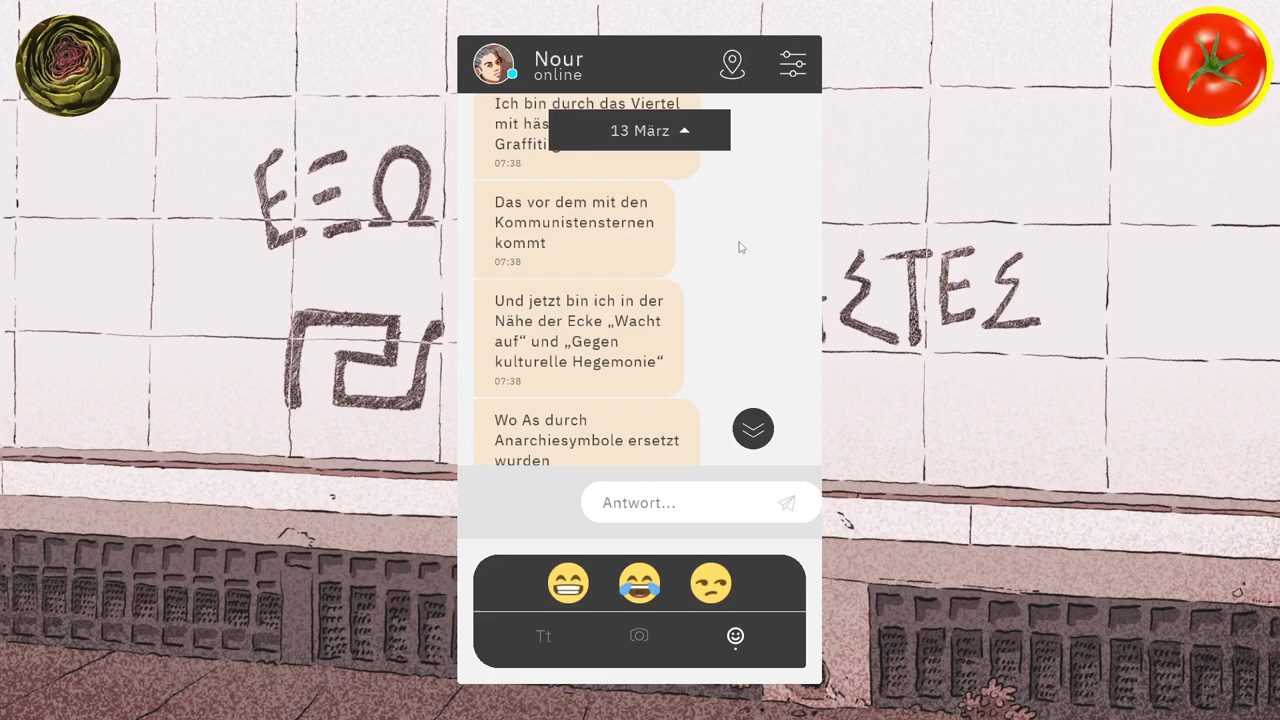 Nour
online
13 März
Ich bin durch das Viertel
mit
Graffiti
07:38
Das vor dem mit den
Kommunistensternen
kommt
07:38
Und jetzt bin ich in der
Nähe der Ecke „Wacht
auf“ und „Gegen
kulturelle Hegemonie“
07:38
Wo As durch
Anarchiesymbole ersetzt
wurden
Antwort...
Tt
ΕΞΩ
ΣΤΕΣ